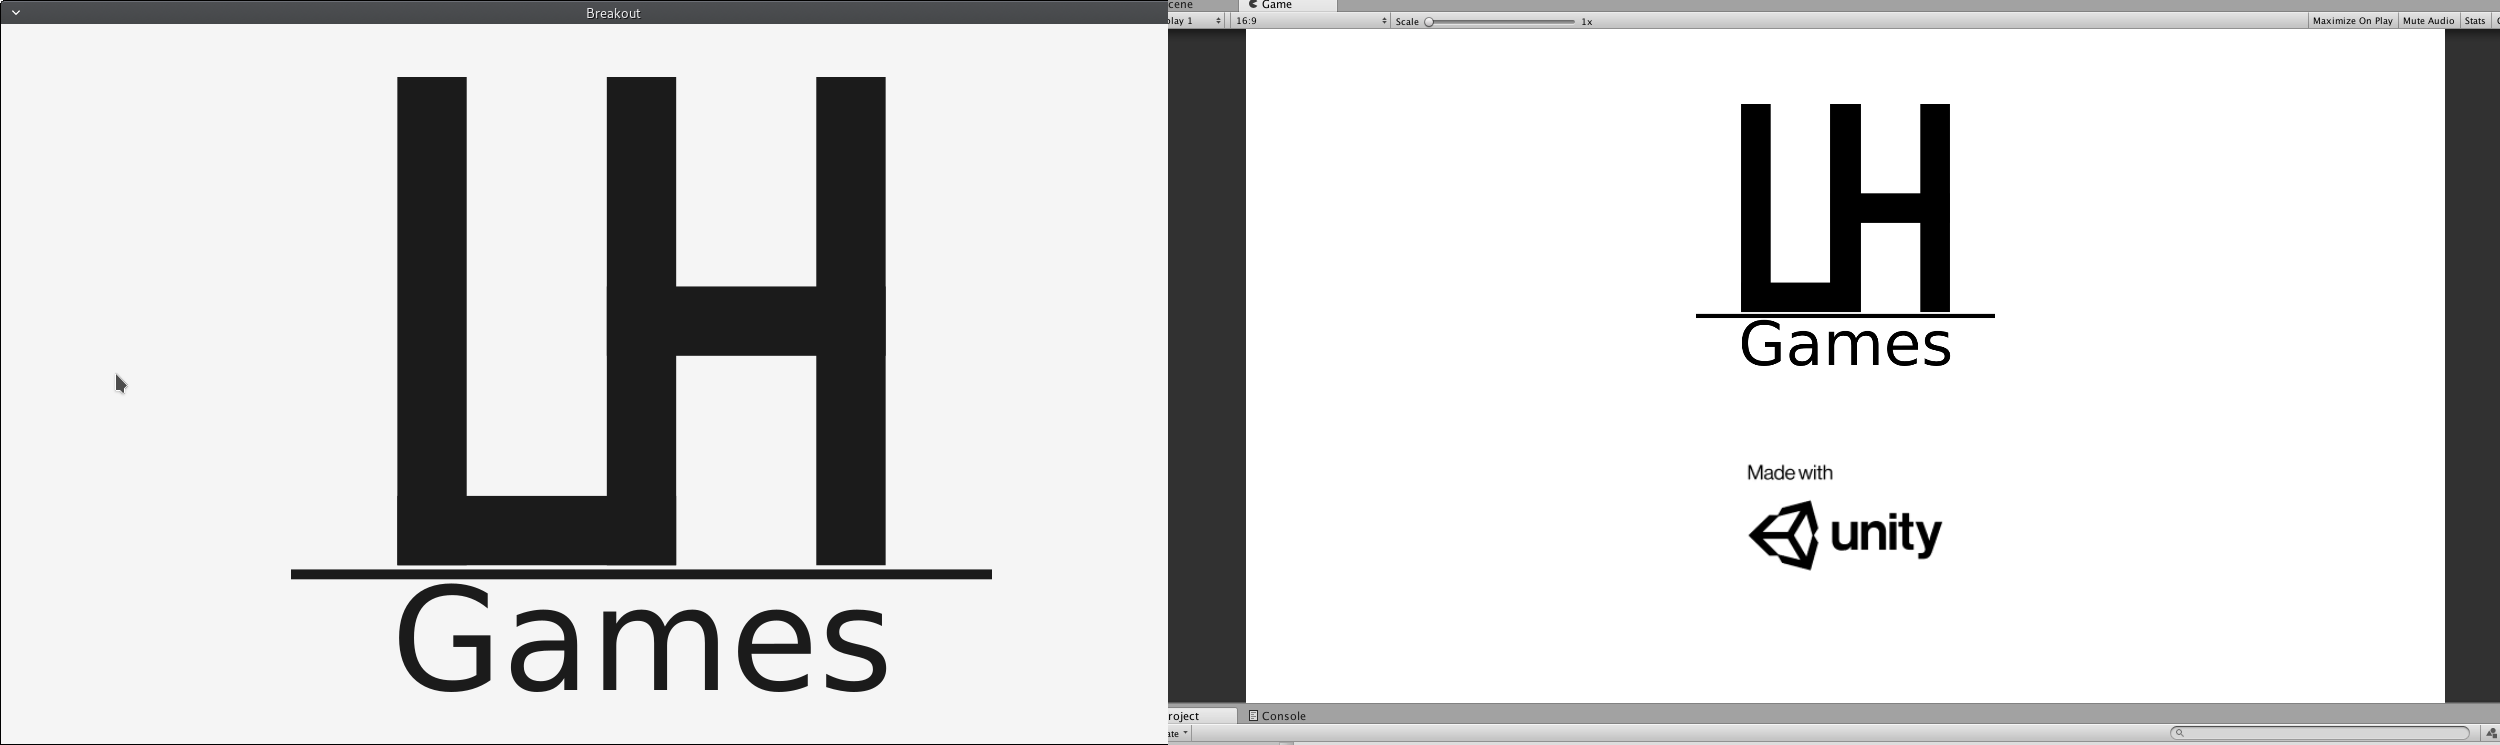 Breakout
LH
Games
cene
Game
play 1
16:9
Scale
1x
Maximize On Play
Mute Audio
Stats
LH
Games
Made with
unity
roject
Console
ate